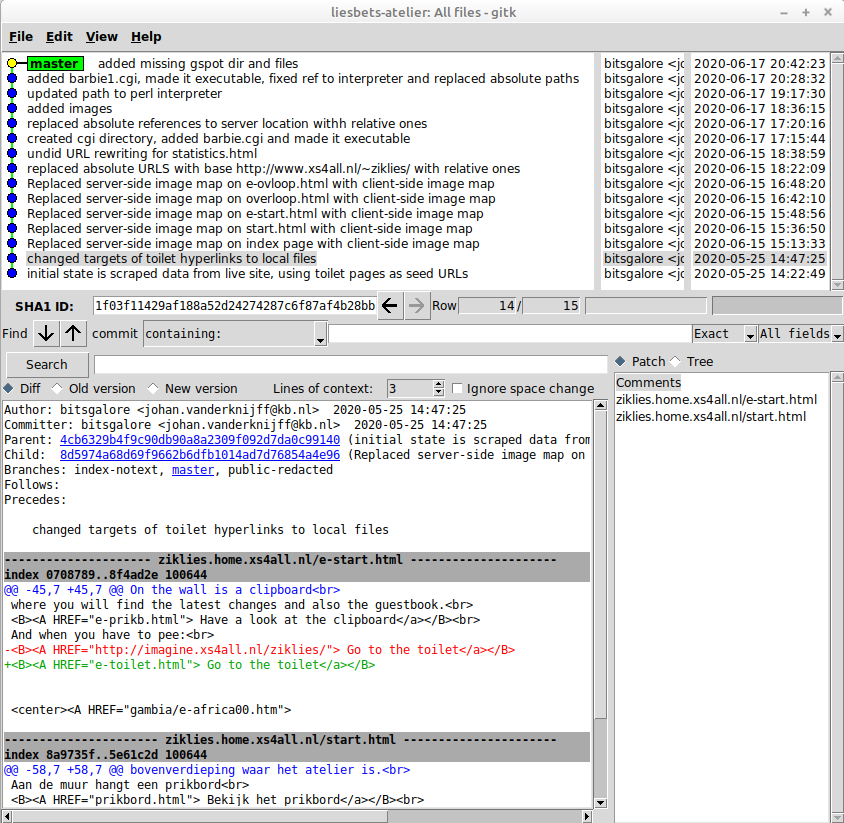 liesbets-atelier: All files - gitk
File Edit View Help
master added missing gspot dir and files bitsgalore <jo 2020-06-17 20:42:23
added barbie1.cgi, made it executable, fixed ref to interpreter and replaced absolute paths bitsgalore <jo 2020-06-17 20:28:32
updated path to perl interpreter bitsgalore <jo 2020-06-17 19:17:30
added images bitsgalore <jo 2020-06-17 18:36:15
replaced absolute references to server location withh relative ones bitsgalore <jo 2020-06-17 17:20:16
created cgi directory, added barbie.cgi and made it executable bitsgalore <jo 2020-06-17 17:15:44
undid URL rewriting for statistics.html bitsgalore <jo 2020-06-15 18:38:59
replaced absolute URLS with base http://www.xs4all.nl/~ziklies/ with relative ones bitsgalore <jo 2020-06-15 18:22:09
Replaced server-side image map on e-ovloop.html with client-side image map bitsgalore <jo 2020-06-15 16:48:20
Replaced server-side image map on overloop.html with client-side image map bitsgalore <jo 2020-06-15 16:42:10
Replaced server-side image map on e-start.html with client-side image map bitsgalore <jo 2020-06-15 15:48:56
Replaced server-side image map on start.html with client-side image map bitsgalore <jo 2020-06-15 15:36:50
Replaced server-side image map on index page with client-side image map bitsgalore <jo 2020-06-15 15:13:33
changed targets of toilet hyperlinks to local files bitsgalore <jo 2020-05-25 14:47:25
initial state is scraped data from live site, using toilet pages as seed URLs bitsgalore <jo 2020-05-25 14:22:49
SHA1 ID: 1f03f11429af188a52d24274287c6f87af4b28bb Row 14 / 15
Find commit containing: Exact All fields
Search
Diff Old version New version Lines of context: 3 Ignore space change
Patch Tree
Comments
ziklies.home.xs4all.nl/e-start.html
ziklies.home.xs4all.nl/start.html
Author: bitsgalore <johan.vanderknijff@kb.nl> 2020-05-25 14:47:25
Committer: bitsgalore <johan.vanderknijff@kb.nl> 2020-05-25 14:47:25
Parent: 4cb6329b4f9c90db90a8a2309f092d7da0c99140 (initial state is scraped data from
Child: 8d5974a68d69f9662b6dfb1014ad7d76854a4e96 (Replaced server-side image map on
Branches: index-notext, master, public-redacted
Follows:
Precedes:
changed targets of toilet hyperlinks to local files
--------------------- ziklies.home.xs4all.nl/e-start.html ---------------------
index 0708789..8f4ad2e 100644
@@ -45,7 +45,7 @@ On the wall is a clipboard<br>
where you will find the latest changes and also the guestbook.<br>
<B><A HREF="e-prikb.html"> Have a look at the clipboard</a></B><br>
And when you have to pee:<br>
-<B><A HREF="http://imagine.xs4all.nl/ziklies/"> Go to the toilet</a></B>
+<B><A HREF="e-toilet.html"> Go to the toilet</a></B>
<center><A HREF="gambia/e-africa00.htm">
---------------------- ziklies.home.xs4all.nl/start.html ----------------------
index 8a9735f..5e61c2d 100644
@@ -58,7 +58,7 @@ bovenverdieping waar het atelier is.<br>
Aan de muur hangt een prikbord<br>
<B><A HREF="prikbord.html"> Bekijk het prikbord</a></B><br>